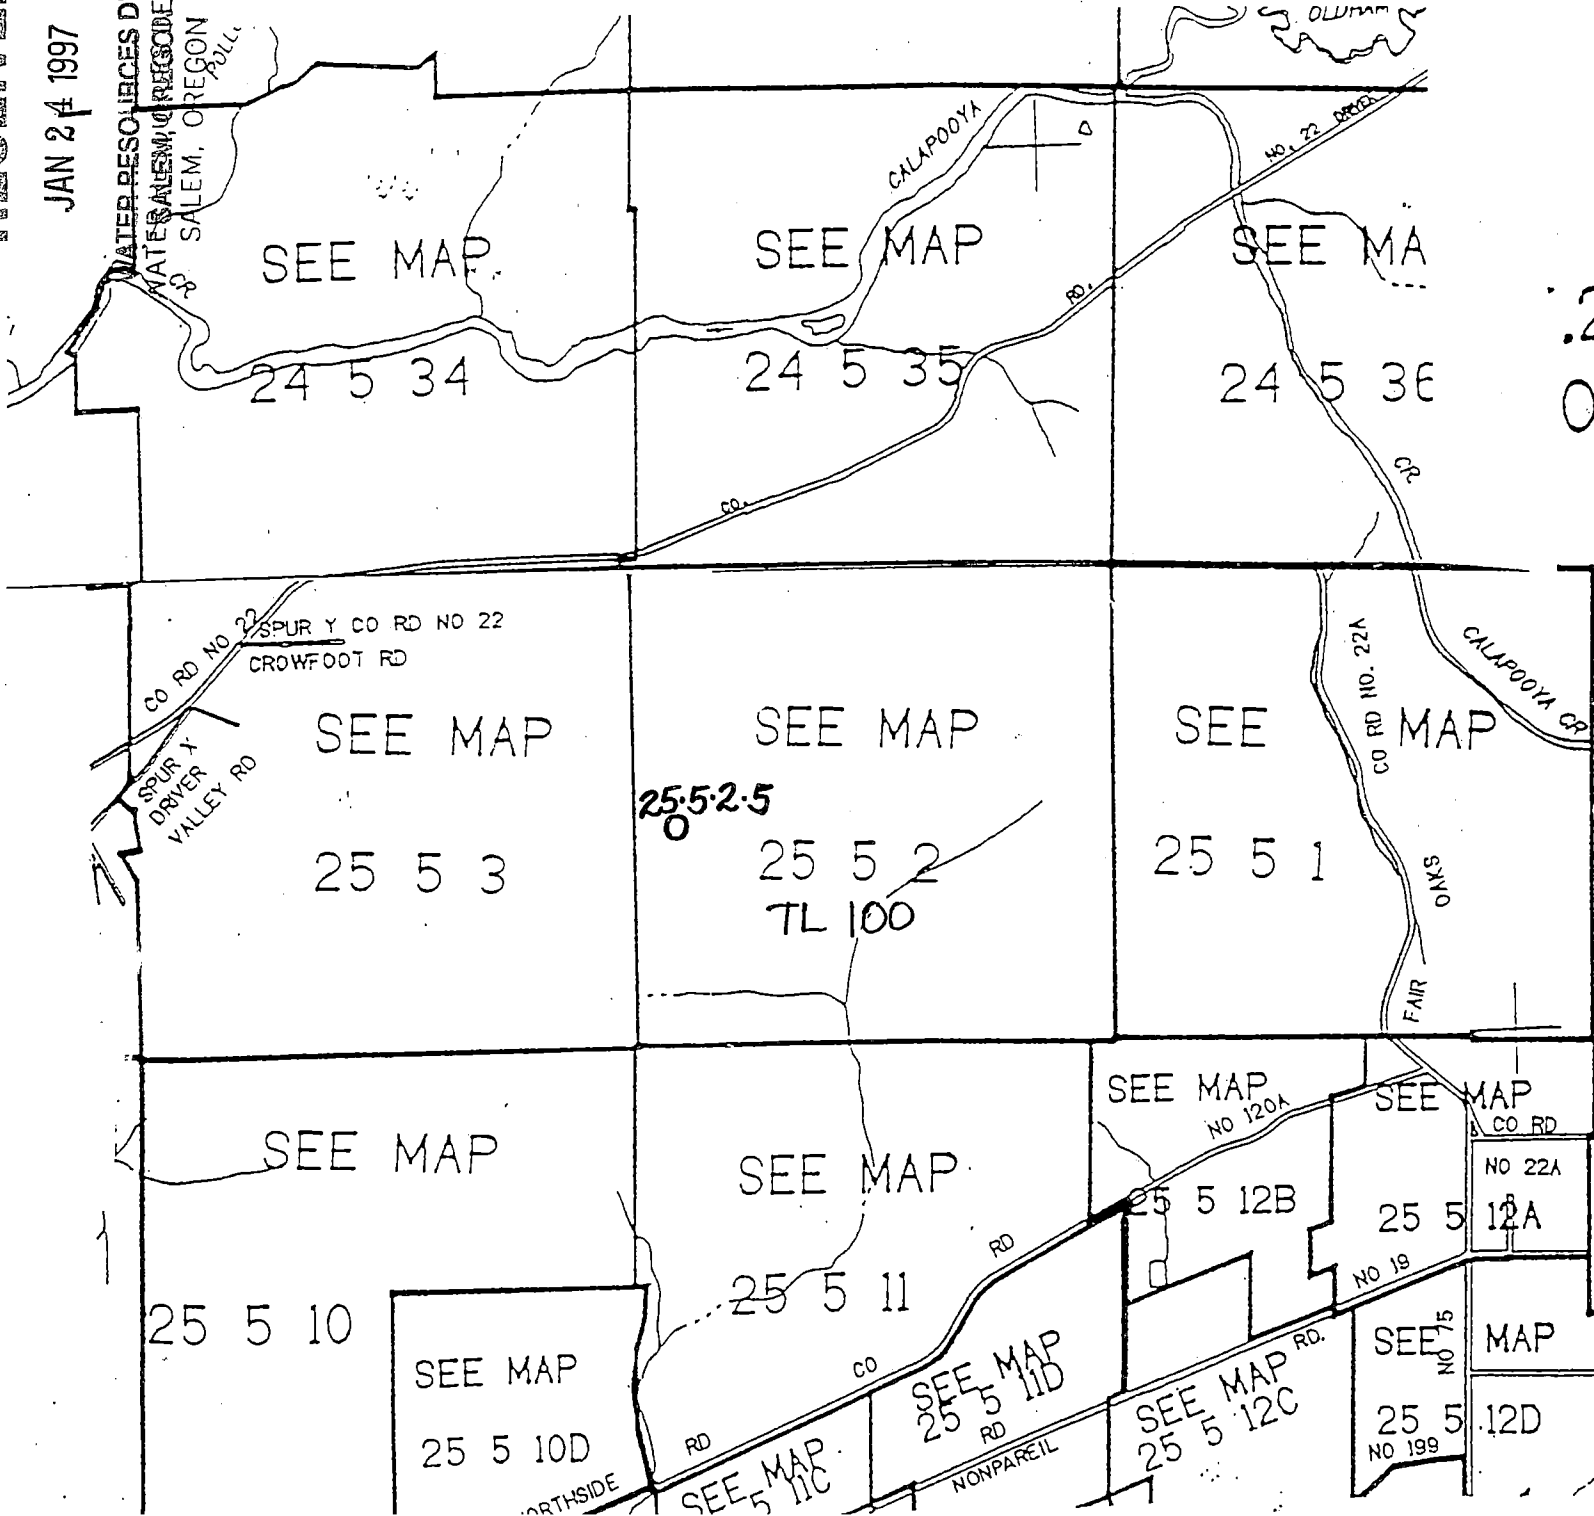 JAN 24 1997
WATER RESOURCES D
SALEM, OREGON
SALEM, OREGON
OLDHAM
CALAPOOYA
NO. 22
CR
SEE MAP
SEE MAP
SEE MA
RD.
24 5 34
24 5 35
24 5 36
CR
CO.
CO RD NO 22
SPUR Y CO RD NO 22
CROWFOOT RD
CO RD NO. 22A
CALAPOOYA CR
SEE MAP
SEE MAP
SEE MAP
SPUR X
DRIVER
VALLEY RD
25·5·2·5
O
25 5 3
25 5 2
25 5 1
TL 100
OAKS
FAIR
SEE MAP
SEE MAP
NO 120A
CO RD
SEE MAP
SEE MAP
NO 22A
25 5 12B
25 5 12A
RD
NO 19
25 5 10
25 5 11
SEE MAP
CO
SEE MAP
25 5 11D
RD.
SEE MAP
NO 75
25 5 10D
RD
RD
SEE MAP
25 5 12C
25 5 12D
NO 199
ORTHSIDE
SEE MAP
5 11C
NONPAREIL